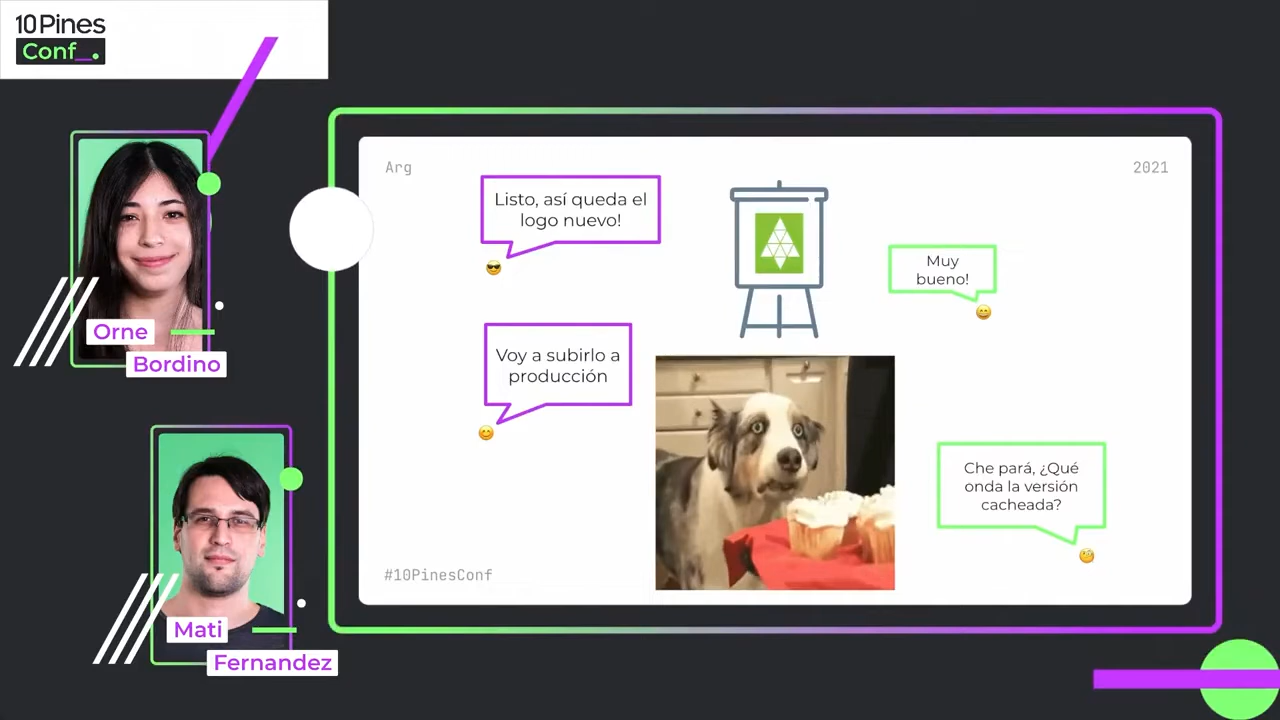 10Pines
Conf_.
Orne
Bordino
Mati
Fernandez
Arg
2021
Listo, así queda el
logo nuevo!
Muy
bueno!
Voy a subirlo a
producción
Che pará, ¿Qué
onda la versión
cacheada?
#10PinesConf